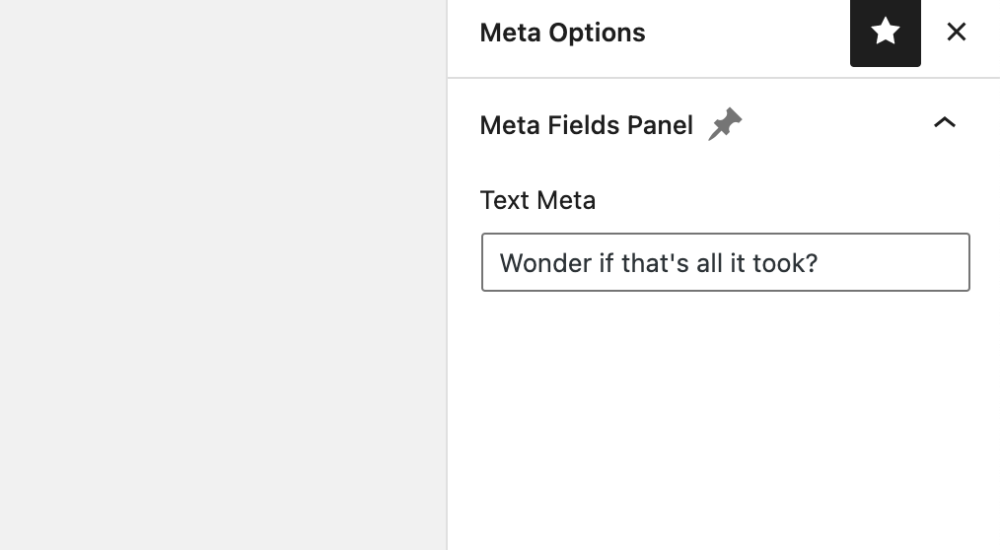 Meta Options
Meta Fields Panel
Text Meta
Wonder if that's all it took?